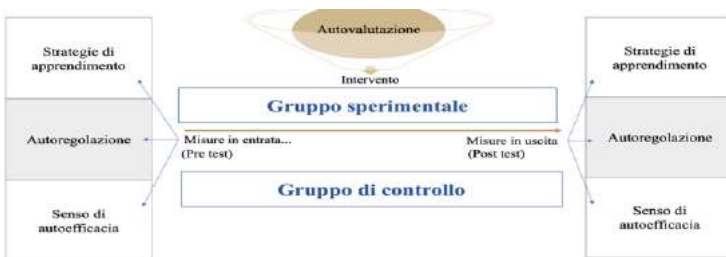 Autovalutazione
Strategie di
apprendimento
Autoregolazione
Senso di
autoefficacia
Intervento
Gruppo sperimentale
Misure in entrata...
(Pre test)
Misure in uscita
(Post test)
Gruppo di controllo
Strategie di
apprendimento
Autoregolazione
Senso di
autoefficacia